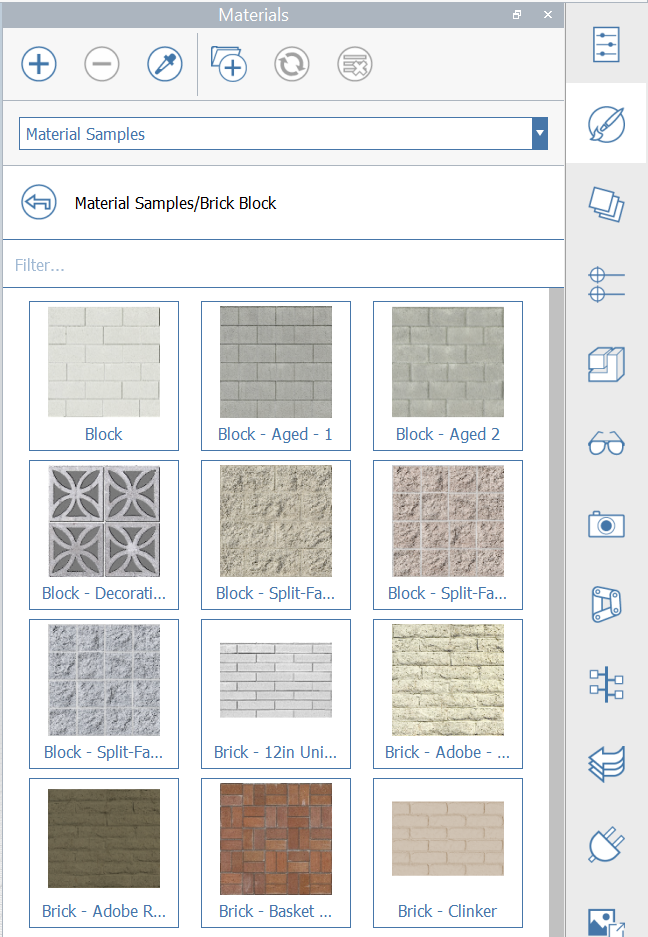 Materials
Material Samples
Material Samples/Brick Block
Filter...
Block
Block - Aged - 1
Block - Aged 2
Block - Decorati...
Block - Split-Fa...
Block - Split-Fa...
Block - Split-Fa...
Brick - 12in Uni...
Brick - Adobe - ...
Brick - Adobe R...
Brick - Basket ...
Brick - Clinker